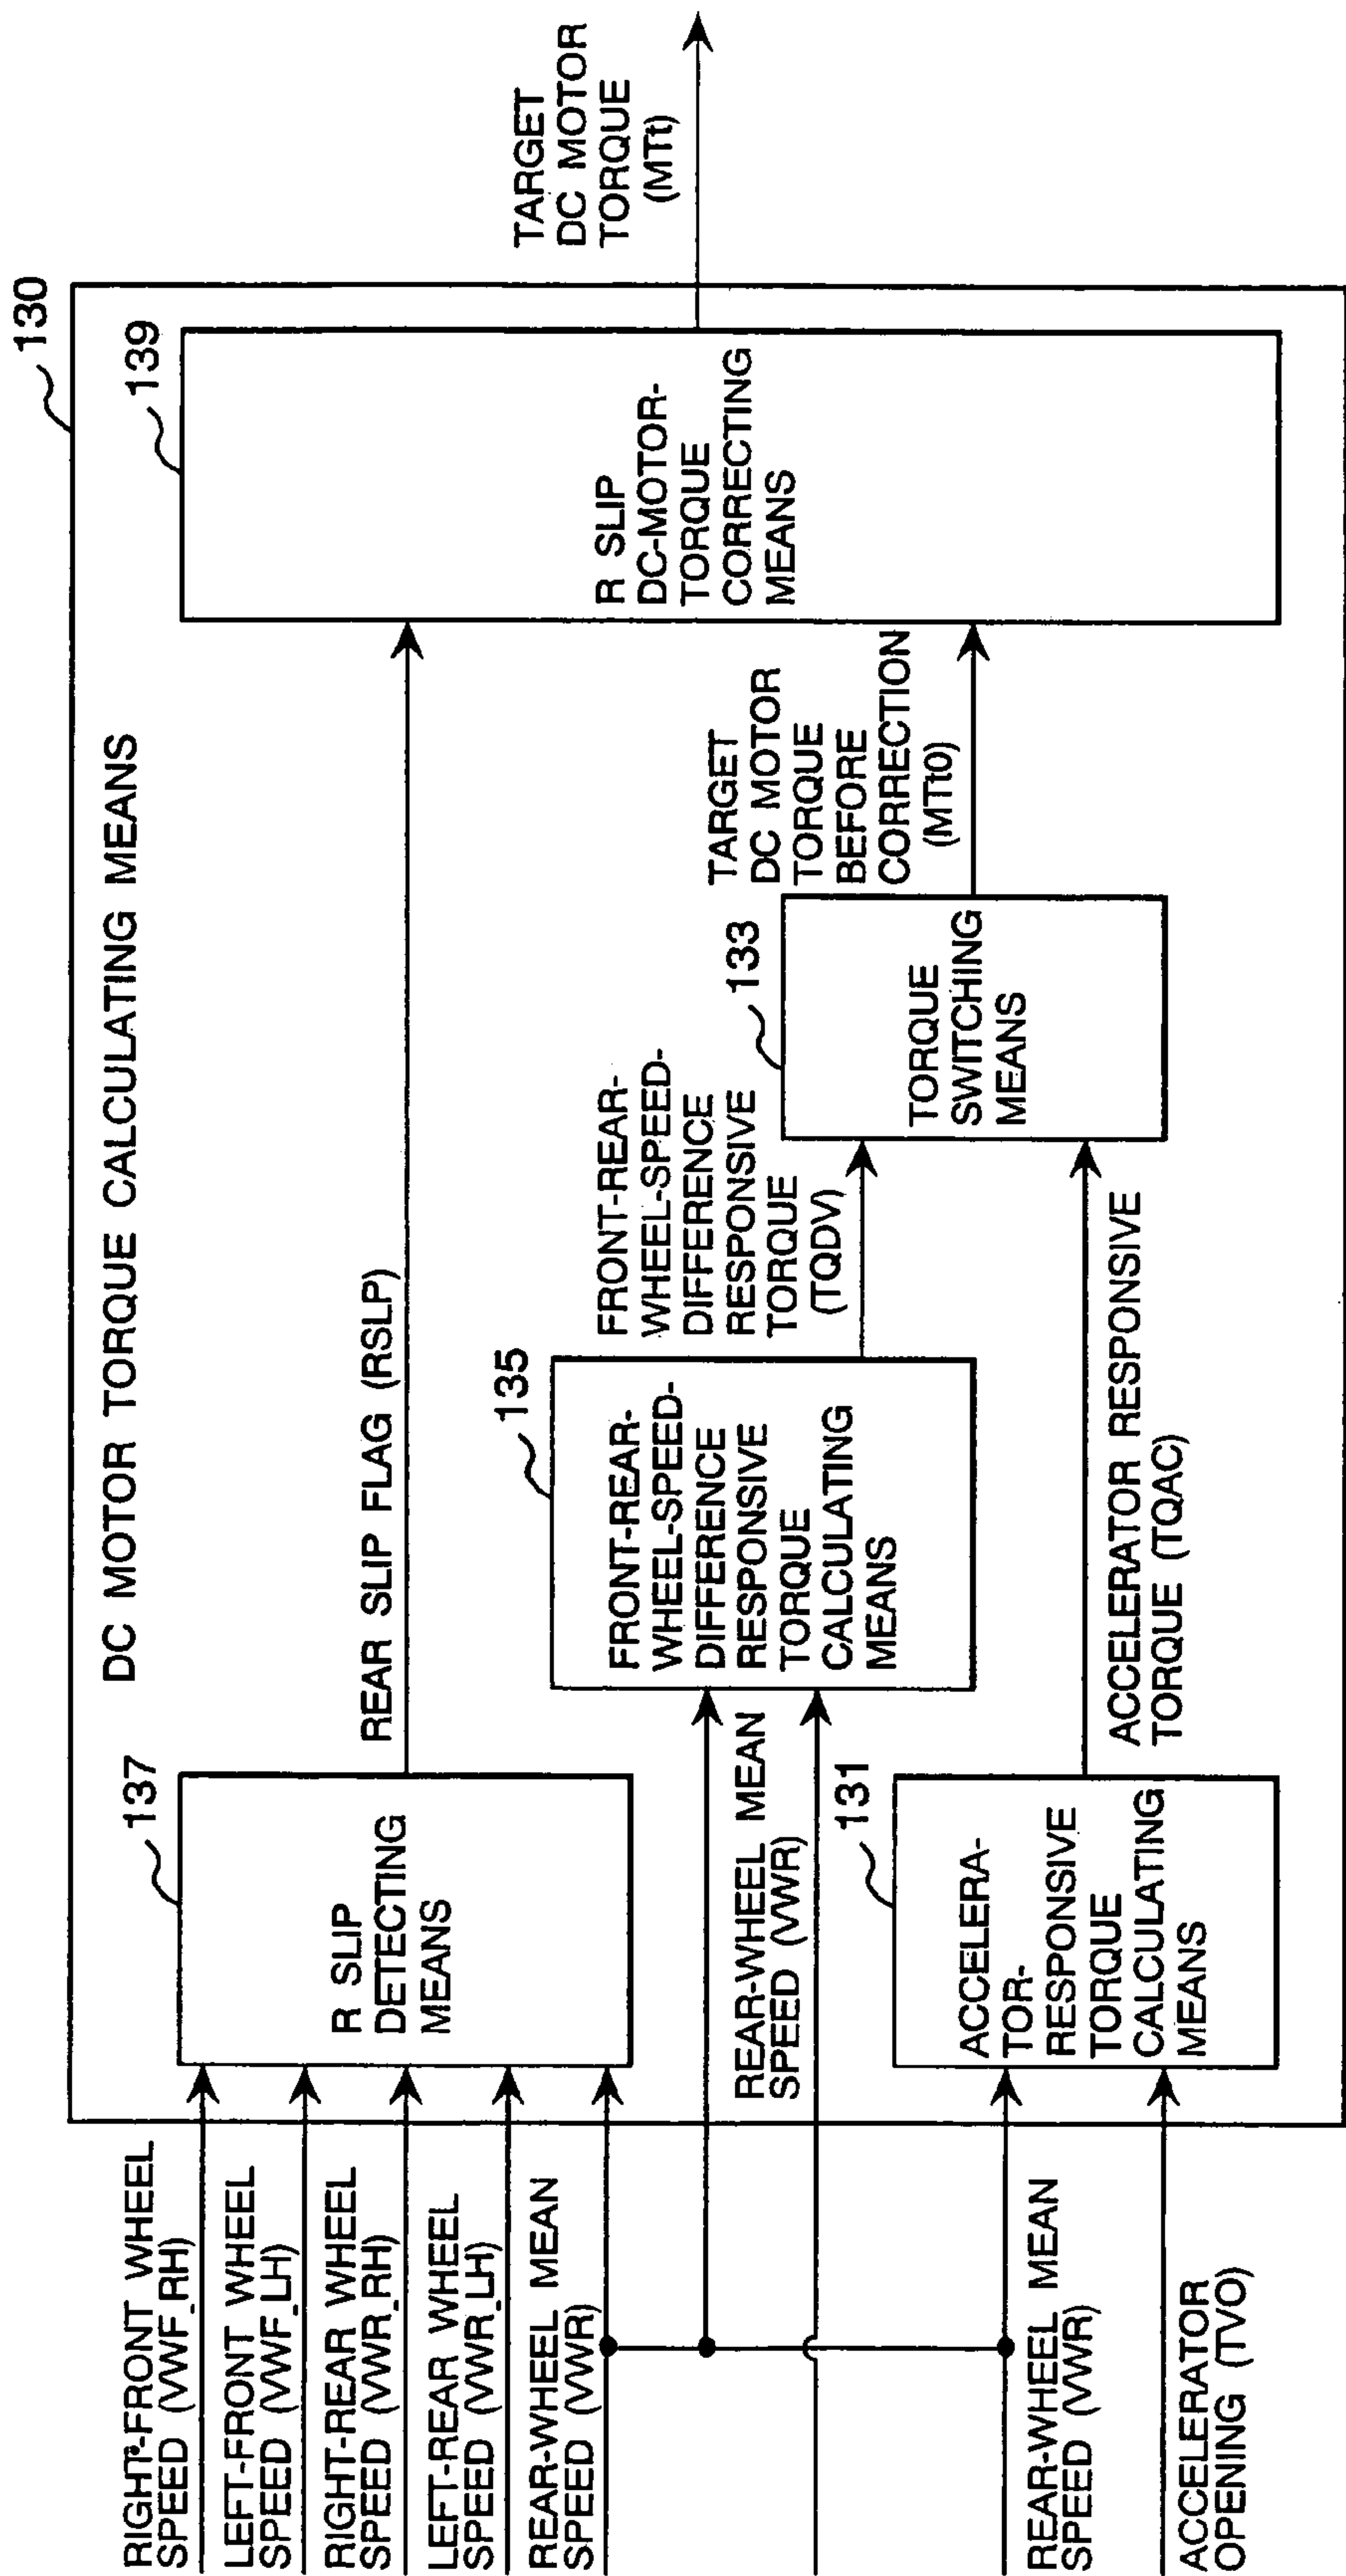 130
DC MOTOR TORQUE CALCULATING MEANS
RIGHT-FRONT WHEEL
SPEED (VWF_RH)
LEFT-FRONT WHEEL
SPEED (VWF_LH)
RIGHT-REAR WHEEL
SPEED (VWR_RH)
LEFT-REAR WHEEL
SPEED (VWR_LH)
REAR-WHEEL MEAN
SPEED (VWR)
137
R SLIP
DETECTING
MEANS
REAR SLIP FLAG (RSLP)
139
R SLIP
DC-MOTOR-
TORQUE
CORRECTING
MEANS
TARGET
DC MOTOR
TORQUE
(MTt)
REAR-WHEEL MEAN
SPEED (VWR)
135
FRONT-REAR-
WHEEL-SPEED-
DIFFERENCE
RESPONSIVE
TORQUE
CALCULATING
MEANS
FRONT-REAR-
WHEEL-SPEED-
DIFFERENCE
RESPONSIVE
TORQUE
(TQDV)
133
TORQUE
SWITCHING
MEANS
TARGET
DC MOTOR
TORQUE
BEFORE
CORRECTION
(MTt0)
REAR-WHEEL MEAN
SPEED (VWR)
ACCELERATOR
OPENING (TVO)
131
ACCELERA-
TOR-
RESPONSIVE
TORQUE
CALCULATING
MEANS
ACCELERATOR RESPONSIVE
TORQUE (TQAC)